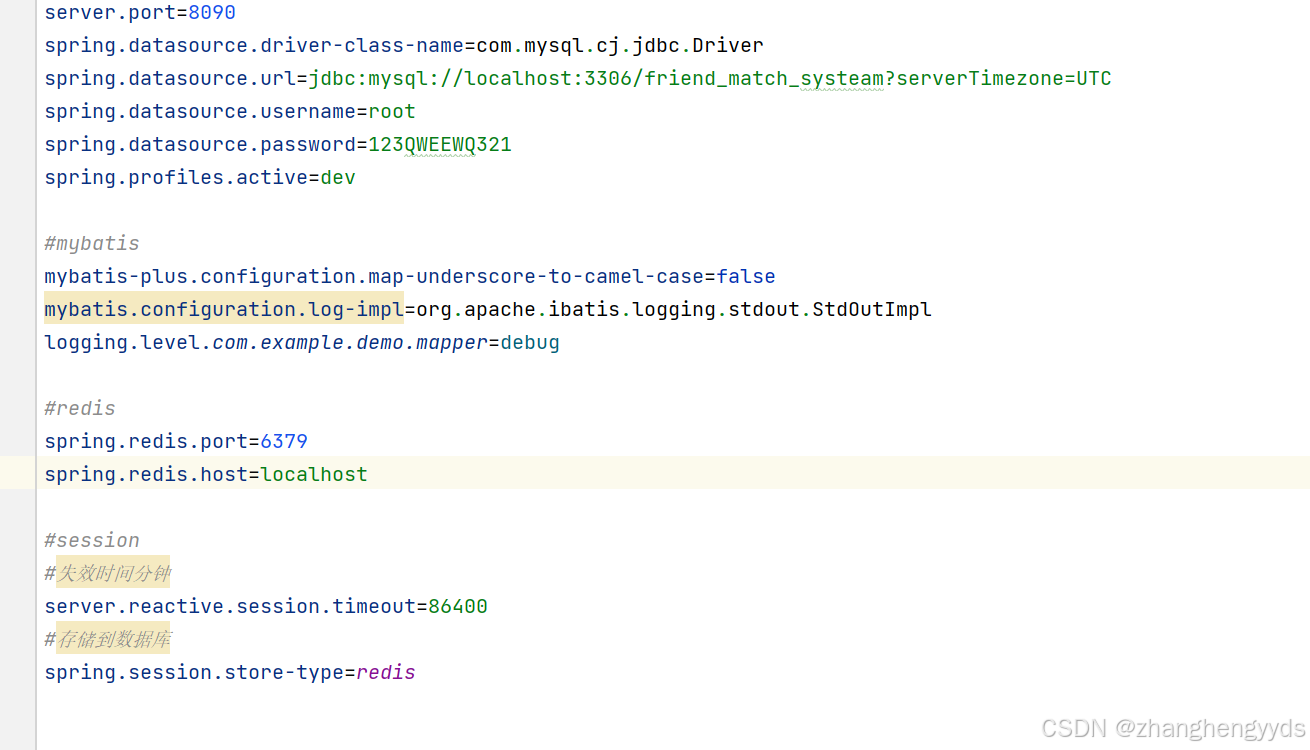 server.port=8090
spring.datasource.driver-class-name=com.mysql.cj.jdbc.Driver
spring.datasource.url=jdbc:mysql://localhost:3306/friend_match_systeam?serverTimezone=UTC
spring.datasource.username=root
spring.datasource.password=123QWEEWQ321
spring.profiles.active=dev
#mybatis
mybatis-plus.configuration.map-underscore-to-camel-case=false
mybatis.configuration.log-impl=org.apache.ibatis.logging.stdout.StdOutImpl
logging.level.com.example.demo.mapper=debug
#redis
spring.redis.port=6379
spring.redis.host=localhost
#session
#失效时间分钟
server.reactive.session.timeout=86400
#存储到数据库
spring.session.store-type=redis
CSDN @zhanghengyyds